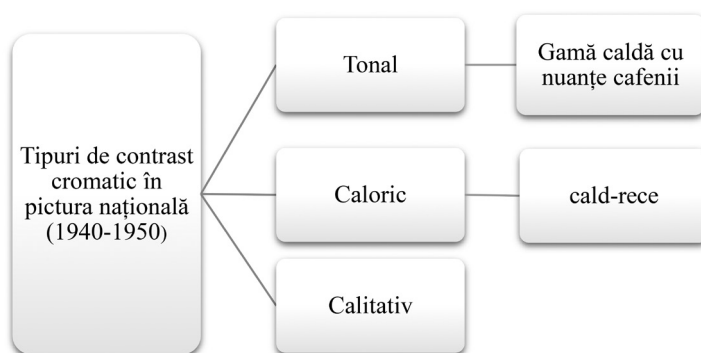 Tipuri de contrast
cromatic în
pictura națională
(1940-1950)
Tonal
Gamă caldă cu
nuanțe cafenii
Caloric
cald-rece
Calitativ